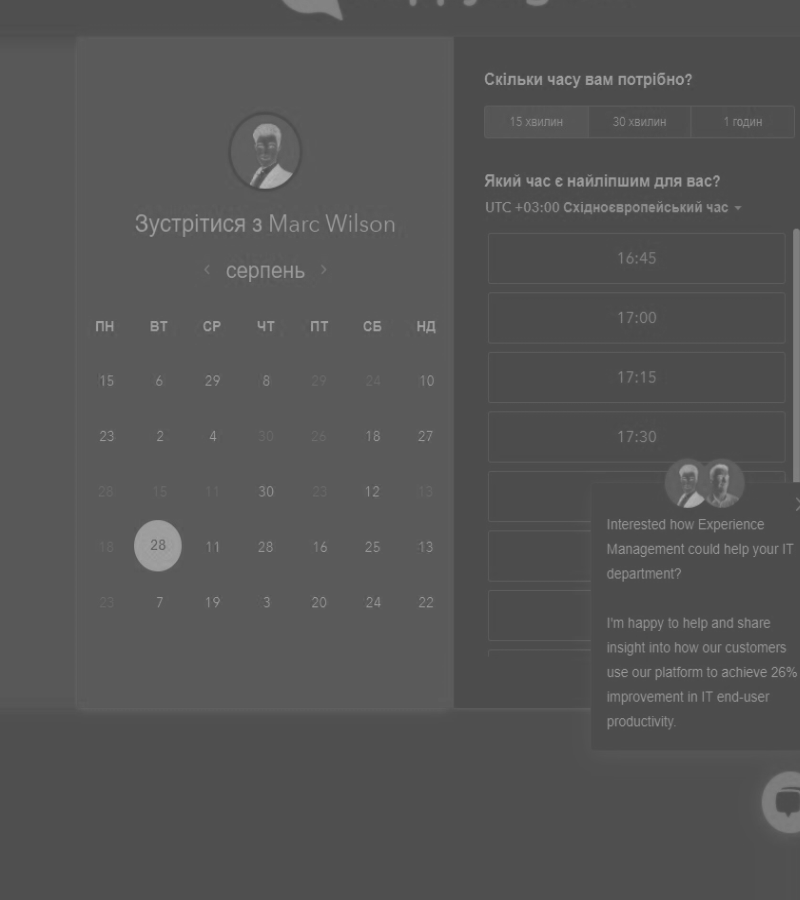 Зустрітися з Marc Wilson
серпень
ПН ВТ СР ЧТ ПТ СБ НД
15 6 29 8 29 24 10
23 2 4 30 26 18 27
28 15 11 30 23 12 13
18 28 11 28 16 25 13
23 7 19 3 20 24 22
Скільки часу вам потрібно?
15 хвилин 30 хвилин 1 годин
Який час є найліпшим для вас?
UTC +03:00 Східноєвропейський час
16:45
17:00
17:15
17:30
Interested how Experience
Management could help your IT
department?
I'm happy to help and share
insight into how our customers
use our platform to achieve 26%
improvement in IT end-user
productivity.